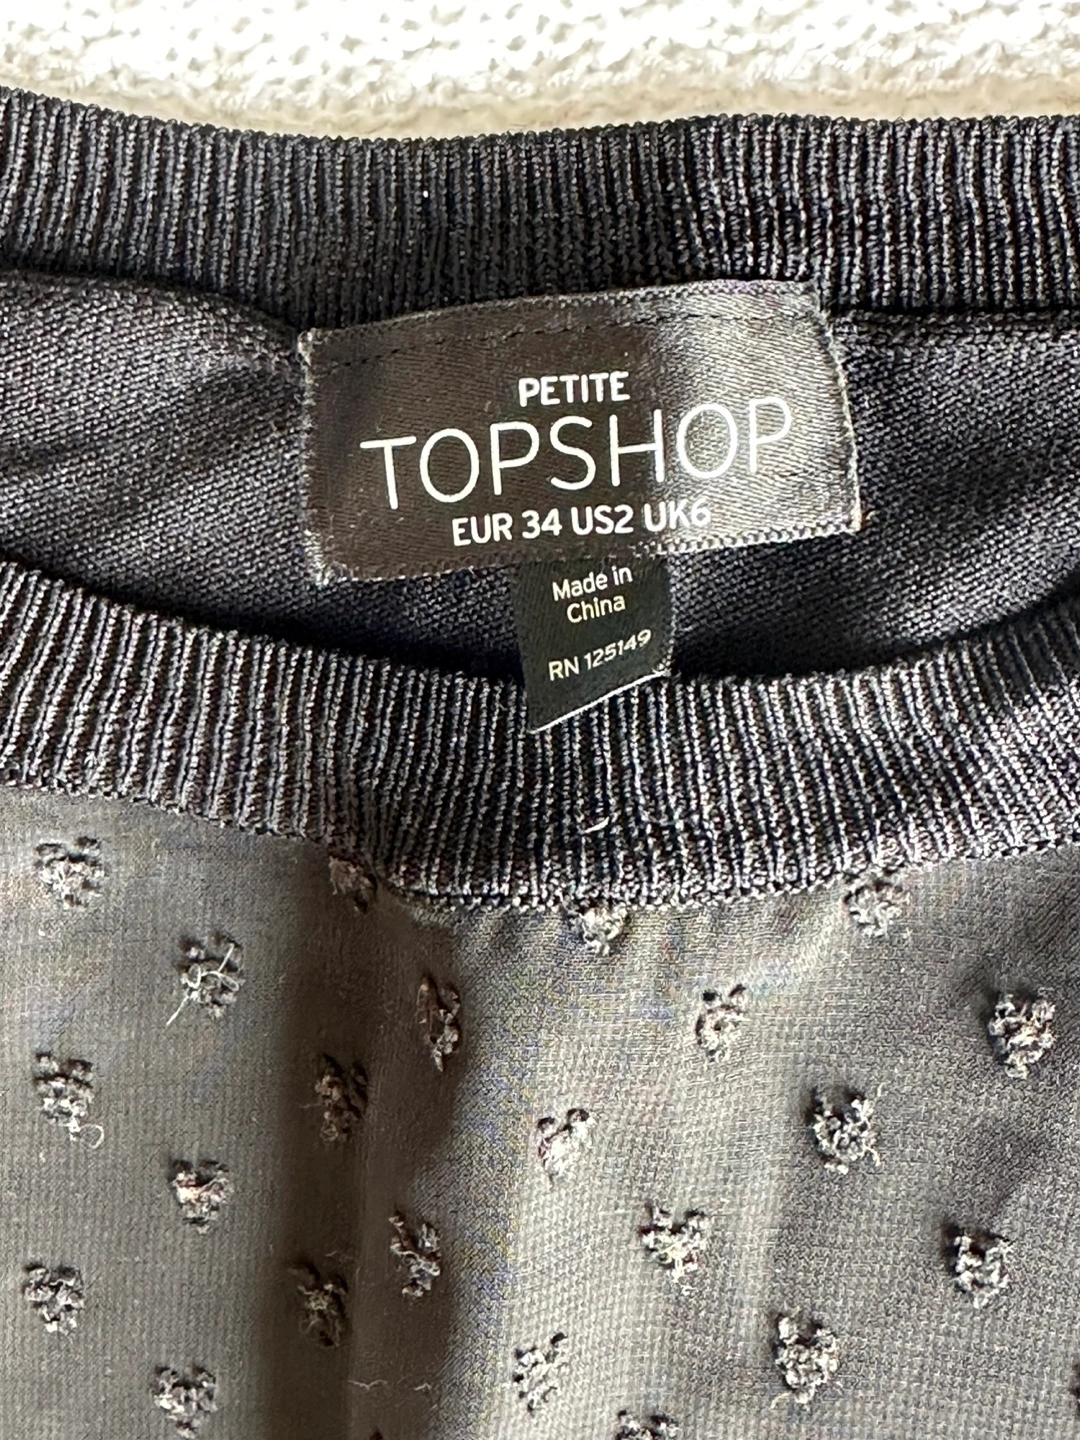 PETITE
TOPSHOP
EUR 34 US2 UK6
Made in
China
RN 125149